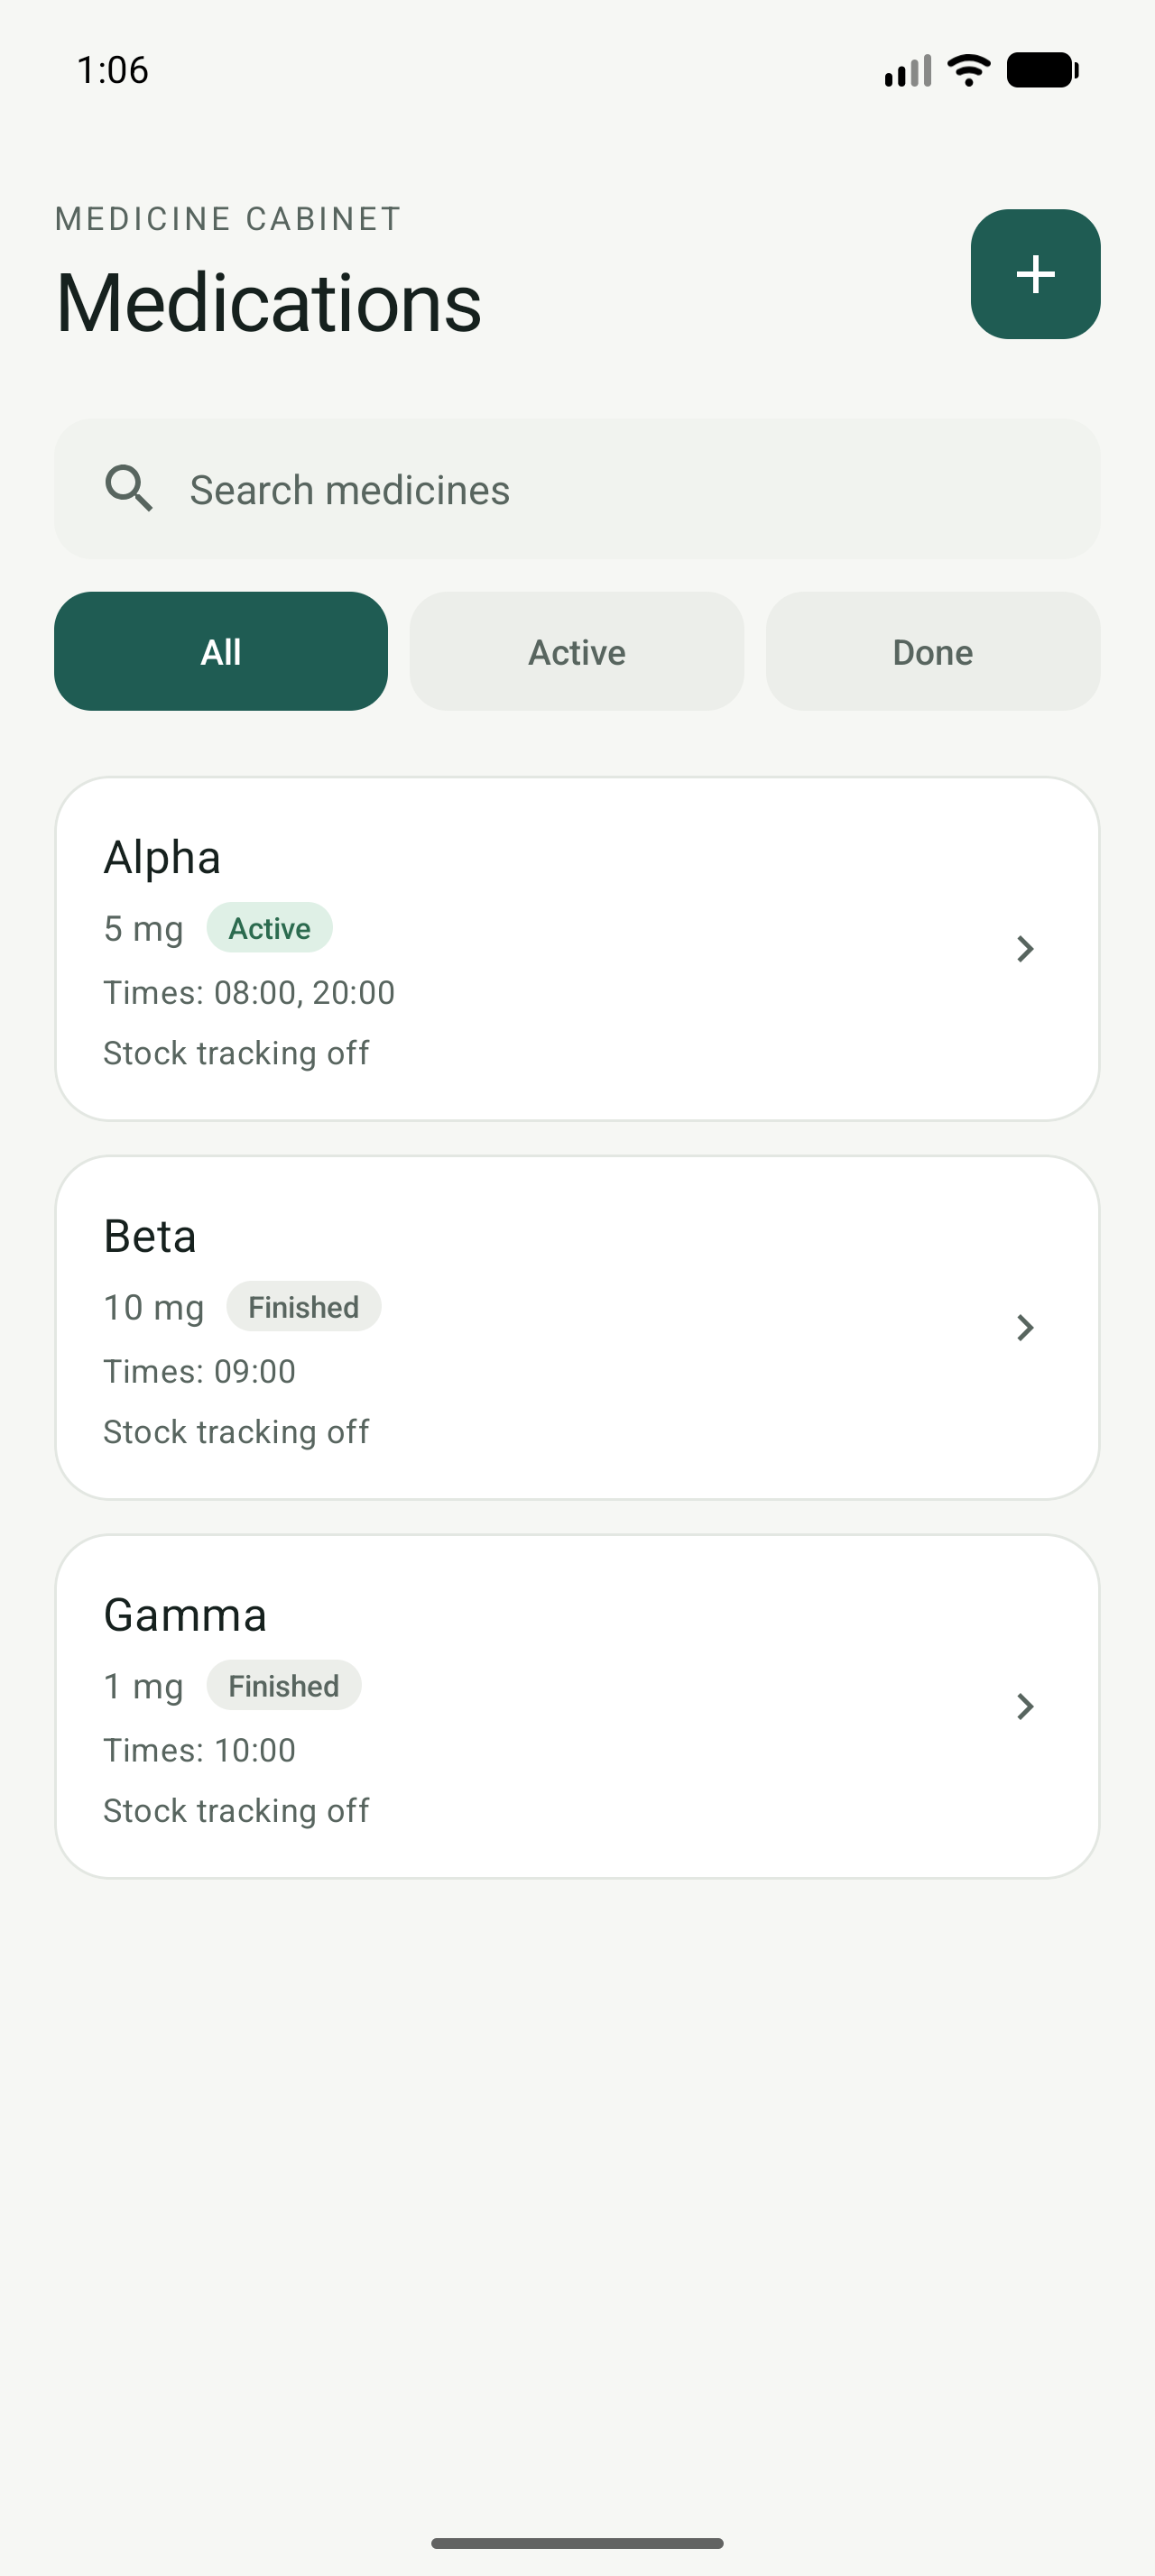 1:06
MEDICINE CABINET
Medications
Search medicines
All
Active
Done
Alpha
5 mg
Active
Times: 08:00, 20:00
Stock tracking off
Beta
10 mg
Finished
Times: 09:00
Stock tracking off
Gamma
1 mg
Finished
Times: 10:00
Stock tracking off